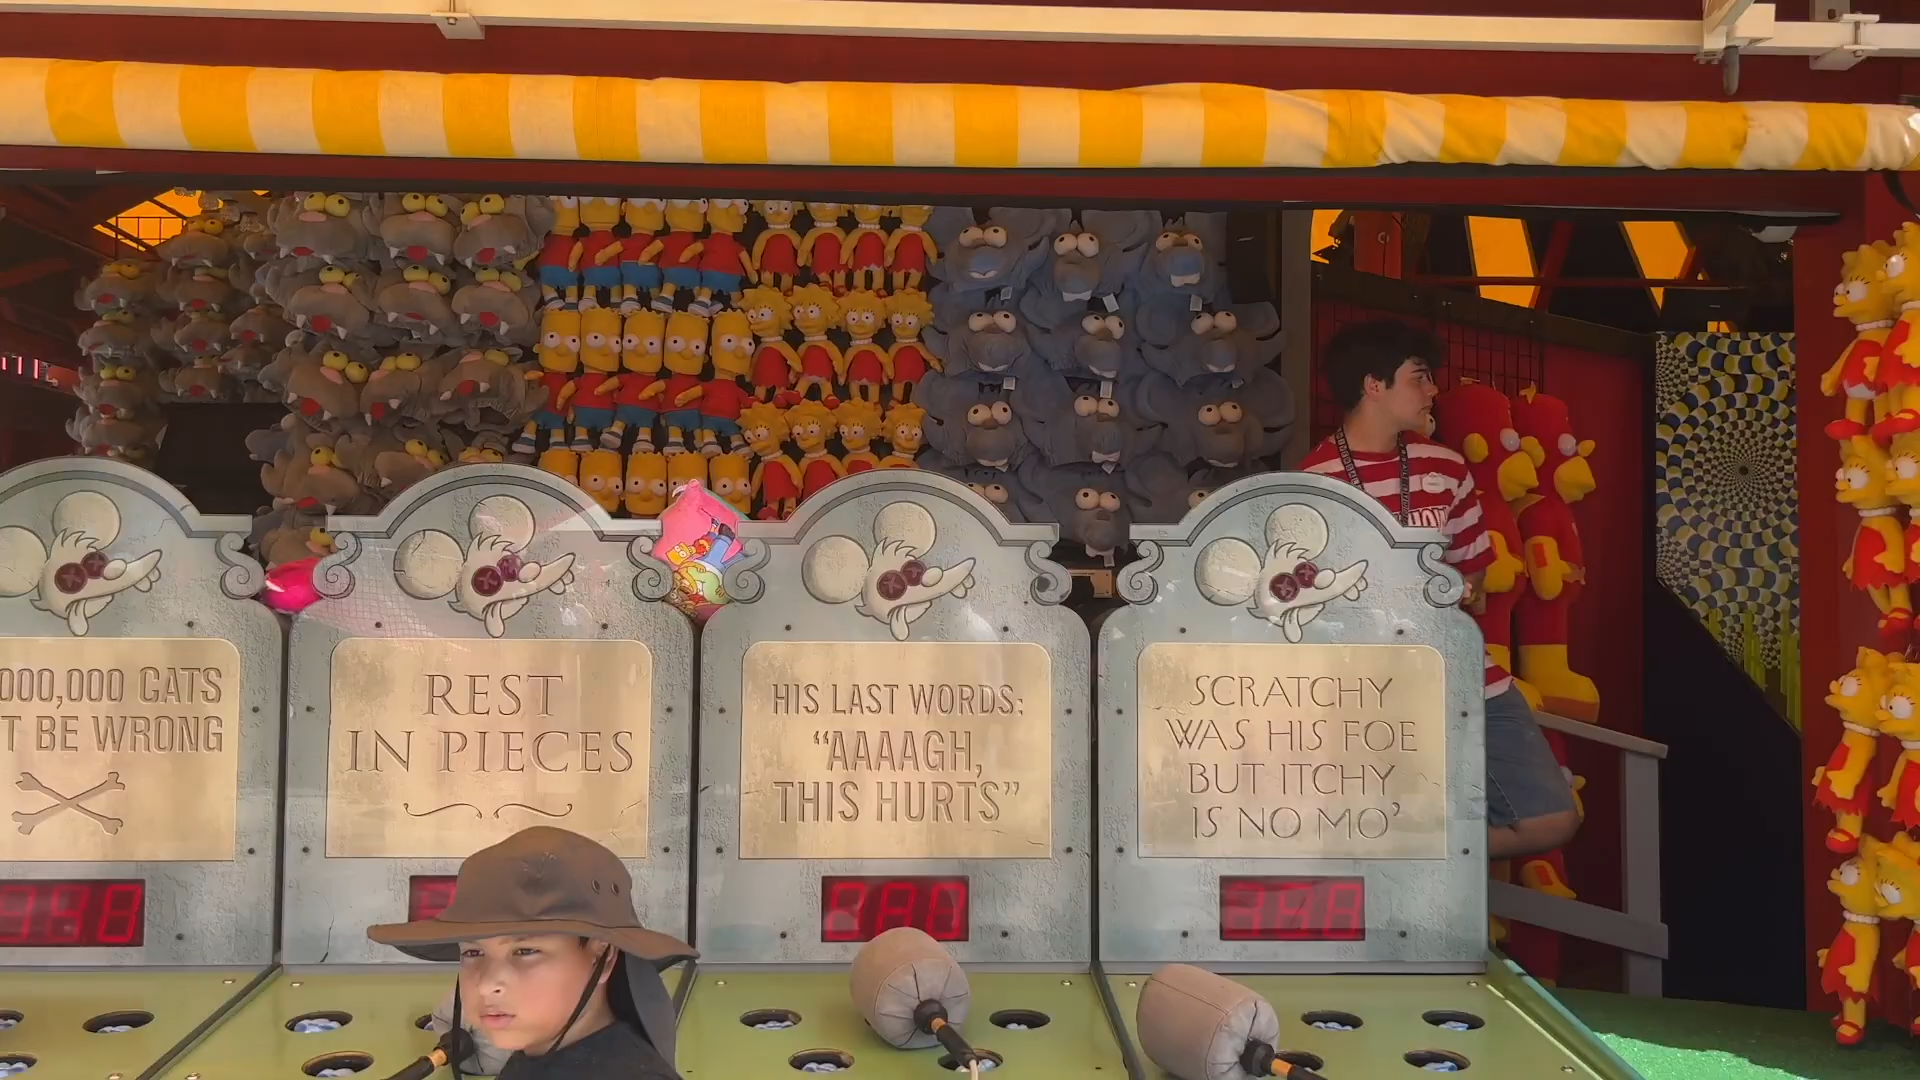 000,000 CATS
T BE WRONG
REST
IN PIECES
HIS LAST WORDS:
“AAAAGH,
THIS HURTS”
SCRATCHY
WAS HIS FOE
BUT ITCHY
IS NO MO’